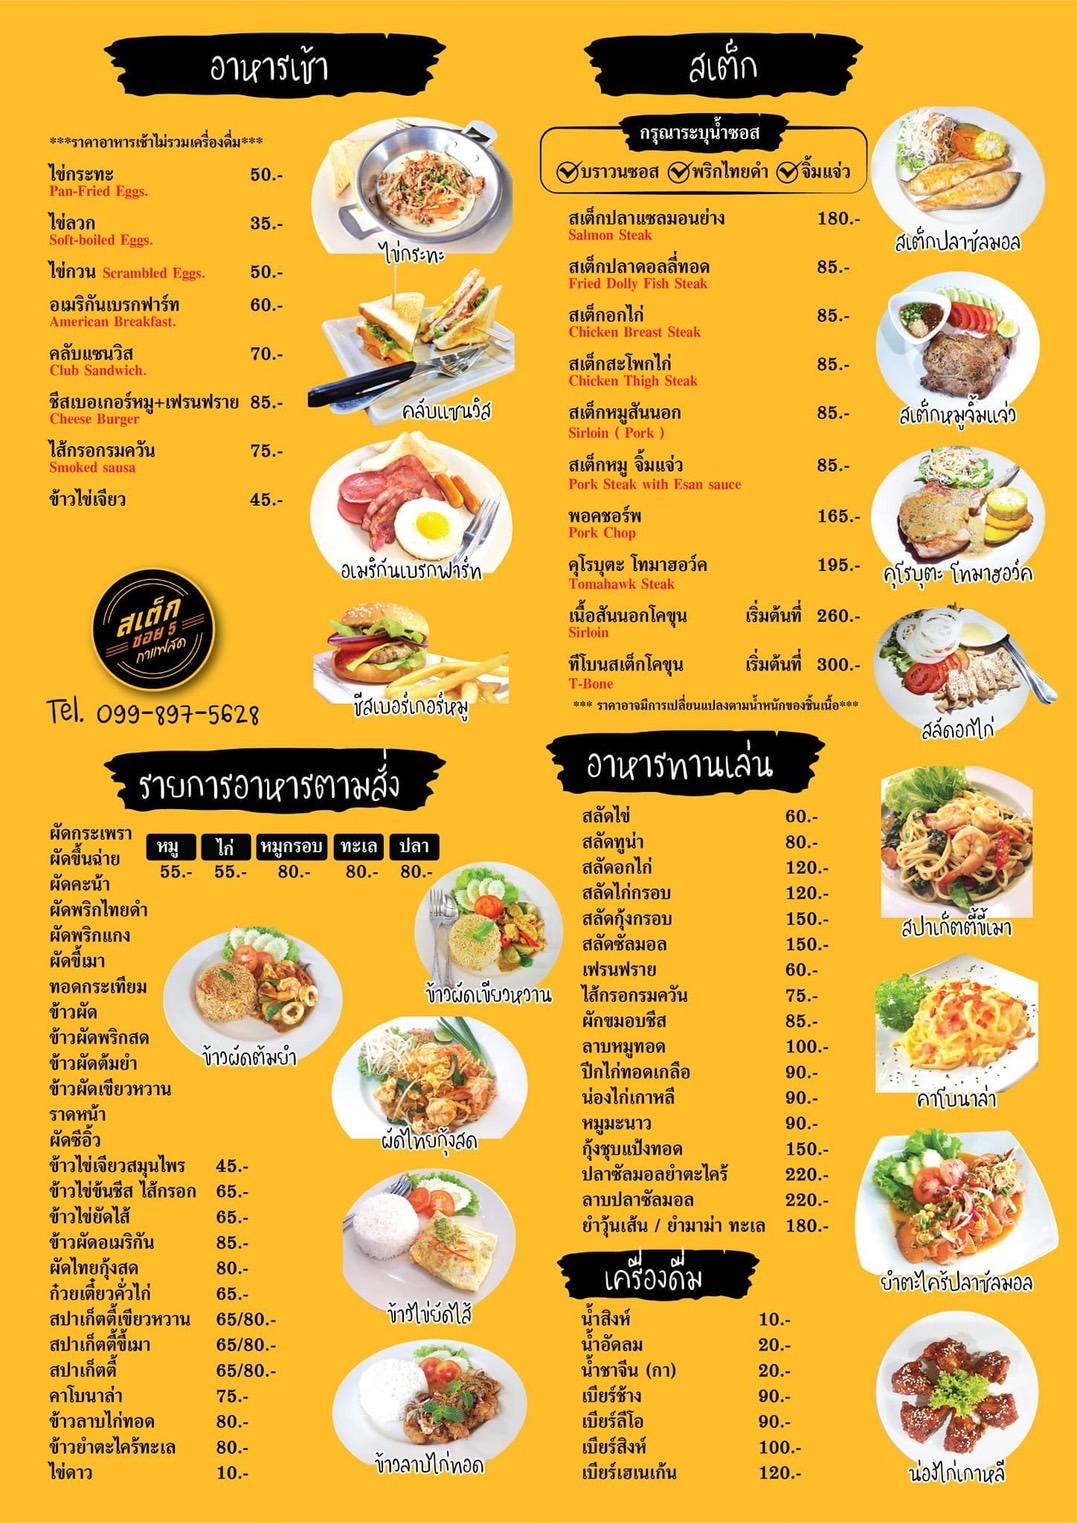 อาหารเช้า
***ราคาอาหารเช้าไม่รวมเครื่องดื่ม***
ไข่กระทะ 50.-
Pan-Fried Eggs.
ไข่ลวก 35.-
Soft-boiled Eggs.
ไข่กวน Scrambled Eggs. 50.-
อเมริกันเบรกฟาร์ท 60.-
American Breakfast.
คลับแซนวิส 70.-
Club Sandwich.
ชีสเบอเกอร์หมู+เฟรนฟราย 85.-
Cheese Burger
ไส้กรอกรมควัน 75.-
Smoked sausa
ข้าวไข่เจียว 45.-
ไข่กระทะ
คลับแซนวิส
อเมริกันเบรกฟาร์ท
ชีสเบอร์เกอร์หมู
สเต็ก
ซอย 5
กาแฟสด
Tel. 099-897-5628
สเต็ก
กรุณาระบุน้ำซอส
บราวนซอส พริกไทยดำ จิ้มแจ่ว
สเต็กปลาแซลมอนย่าง 180.-
Salmon Steak
สเต็กปลาดอลลี่ทอด 85.-
Fried Dolly Fish Steak
สเต็กอกไก่ 85.-
Chicken Breast Steak
สเต็กสะโพกไก่ 85.-
Chicken Thigh Steak
สเต็กหมูสันนอก 85.-
Sirloin ( Pork )
สเต็กหมู จิ้มแจ่ว 85.-
Pork Steak with Esan sauce
พอคชอร์พ 165.-
Pork Chop
คุโรบุตะ โทมาฮอว์ค 195.-
Tomahawk Steak
เนื้อสันนอกโคขุน เริ่มต้นที่ 260.-
Sirloin
ทีโบนสเต็กโคขุน เริ่มต้นที่ 300.-
T-Bone
*** ราคาอาจมีการเปลี่ยนแปลงตามน้ำหนักของชิ้นเนื้อ***
สเต็กปลาซัลมอล
สเต็กหมูจิ้มแจ่ว
คุโรบุตะ โทมาฮอว์ค
สลัดอกไก่
รายการอาหารตามสั่ง
หมู ไก่ หมูกรอบ ทะเล ปลา
55.- 55.- 80.- 80.- 80.-
ผัดกระเพรา
ผัดขึ้นฉ่าย
ผัดคะน้า
ผัดพริกไทยดำ
ผัดพริกแกง
ผัดขี้เมา
ทอดกระเทียม
ข้าวผัด
ข้าวผัดพริกสด
ข้าวผัดต้มยำ
ข้าวผัดเขียวหวาน
ราดหน้า
ผัดซีอิ้ว
ข้าวไข่เจียวสมุนไพร 45.-
ข้าวไข่ข้นชีส ไส้กรอก 65.-
ข้าวไข่ยัดไส้ 65.-
ข้าวผัดอเมริกัน 85.-
ผัดไทยกุ้งสด 80.-
ก๋วยเตี๋ยวคั่วไก่ 65.-
สปาเก็ตตี้เขียวหวาน 65/80.-
สปาเก็ตตี้ขี้เมา 65/80.-
สปาเก็ตตี้ 65/80.-
คาโบนาล่า 75.-
ข้าวลาบไก่ทอด 80.-
ข้าวยำตะไคร้ทะเล 80.-
ไข่ดาว 10.-
ข้าวผัดเขียวหวาน
ข้าวผัดต้มยำ
ผัดไทยกุ้งสด
ข้าวไข่ยัดไส้
ข้าวลาบไก่ทอด
อาหารทานเล่น
สลัดไข่ 60.-
สลัดทูน่า 80.-
สลัดอกไก่ 120.-
สลัดไก่กรอบ 120.-
สลัดกุ้งกรอบ 150.-
สลัดซัลมอล 150.-
เฟรนฟราย 60.-
ไส้กรอกรมควัน 75.-
ผักขมอบชีส 85.-
ลาบหมูทอด 100.-
ปีกไก่ทอดเกลือ 90.-
น่องไก่เกาหลี 90.-
หมูมะนาว 90.-
กุ้งชุบแป้งทอด 150.-
ปลาซัลมอลยำตะไคร้ 220.-
ลาบปลาซัลมอล 220.-
ยำวุ้นเส้น / ยำมาม่า ทะเล 180.-
เครื่องดื่ม
น้ำสิงห์ 10.-
น้ำอัดลม 20.-
น้ำชาจีน (กา) 20.-
เบียร์ช้าง 90.-
เบียร์ลีโอ 90.-
เบียร์สิงห์ 100.-
เบียร์เฮเนเก้น 120.-
สปาเก็ตตี้ขี้เมา
คาโบนาล่า
ยำตะไคร้ปลาซัลมอล
น่องไก่เกาหลี